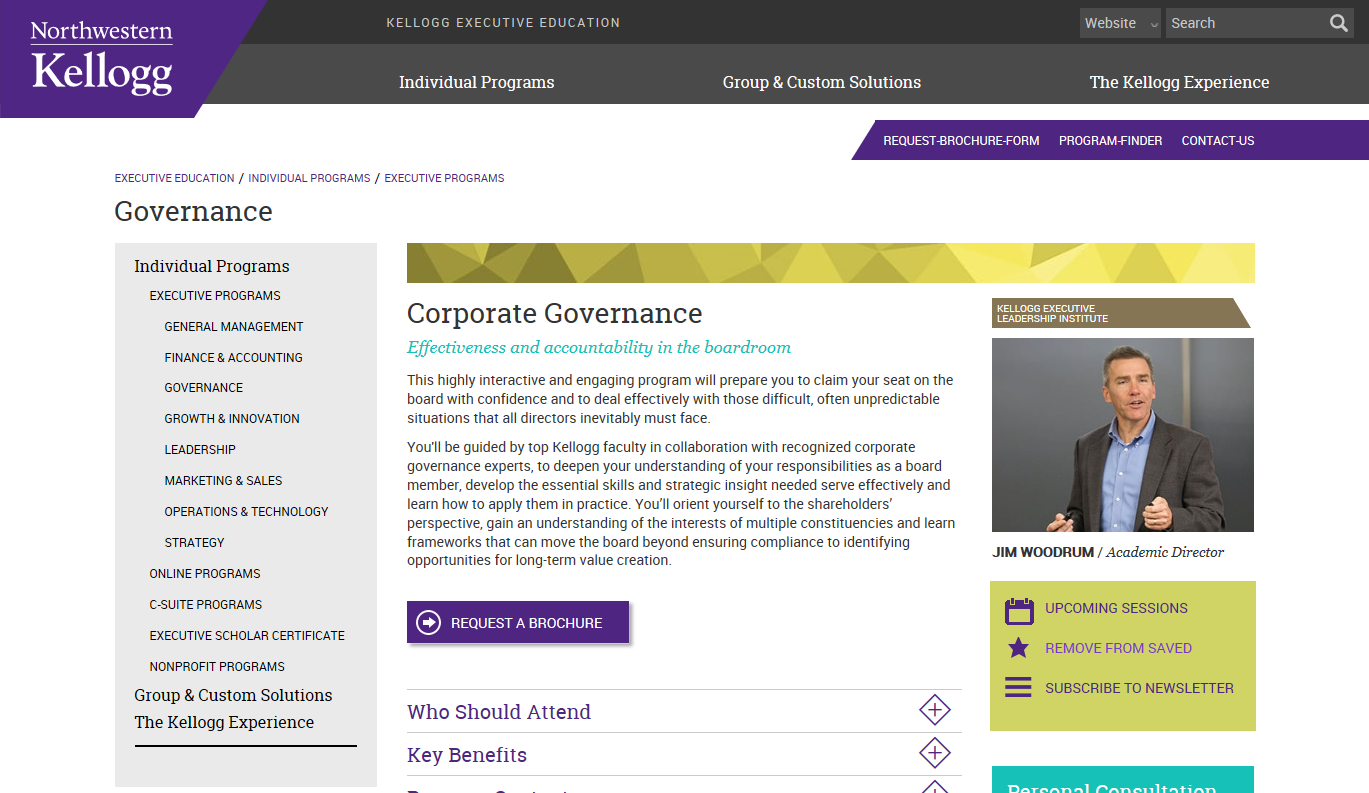 Northwestern
Kellogg
KELLOGG EXECUTIVE EDUCATION
Website
Search
Individual Programs
Group & Custom Solutions
The Kellogg Experience
REQUEST-BROCHURE-FORM
PROGRAM-FINDER
CONTACT-US
EXECUTIVE EDUCATION / INDIVIDUAL PROGRAMS / EXECUTIVE PROGRAMS
Governance
Individual Programs
EXECUTIVE PROGRAMS
GENERAL MANAGEMENT
FINANCE & ACCOUNTING
GOVERNANCE
GROWTH & INNOVATION
LEADERSHIP
MARKETING & SALES
OPERATIONS & TECHNOLOGY
STRATEGY
ONLINE PROGRAMS
C-SUITE PROGRAMS
EXECUTIVE SCHOLAR CERTIFICATE
NONPROFIT PROGRAMS
Group & Custom Solutions
The Kellogg Experience
Corporate Governance
Effectiveness and accountability in the boardroom
This highly interactive and engaging program will prepare you to claim your seat on the
board with confidence and to deal effectively with those difficult, often unpredictable
situations that all directors inevitably must face.
You'll be guided by top Kellogg faculty in collaboration with recognized corporate
governance experts, to deepen your understanding of your responsibilities as a board
member, develop the essential skills and strategic insight needed serve effectively and
learn how to apply them in practice. You'll orient yourself to the shareholders'
perspective, gain an understanding of the interests of multiple constituencies and learn
frameworks that can move the board beyond ensuring compliance to identifying
opportunities for long-term value creation.
REQUEST A BROCHURE
Who Should Attend
Key Benefits
KELLOGG EXECUTIVE
LEADERSHIP INSTITUTE
JIM WOODRUM / Academic Director
UPCOMING SESSIONS
REMOVE FROM SAVED
SUBSCRIBE TO NEWSLETTER
Personal Consultation